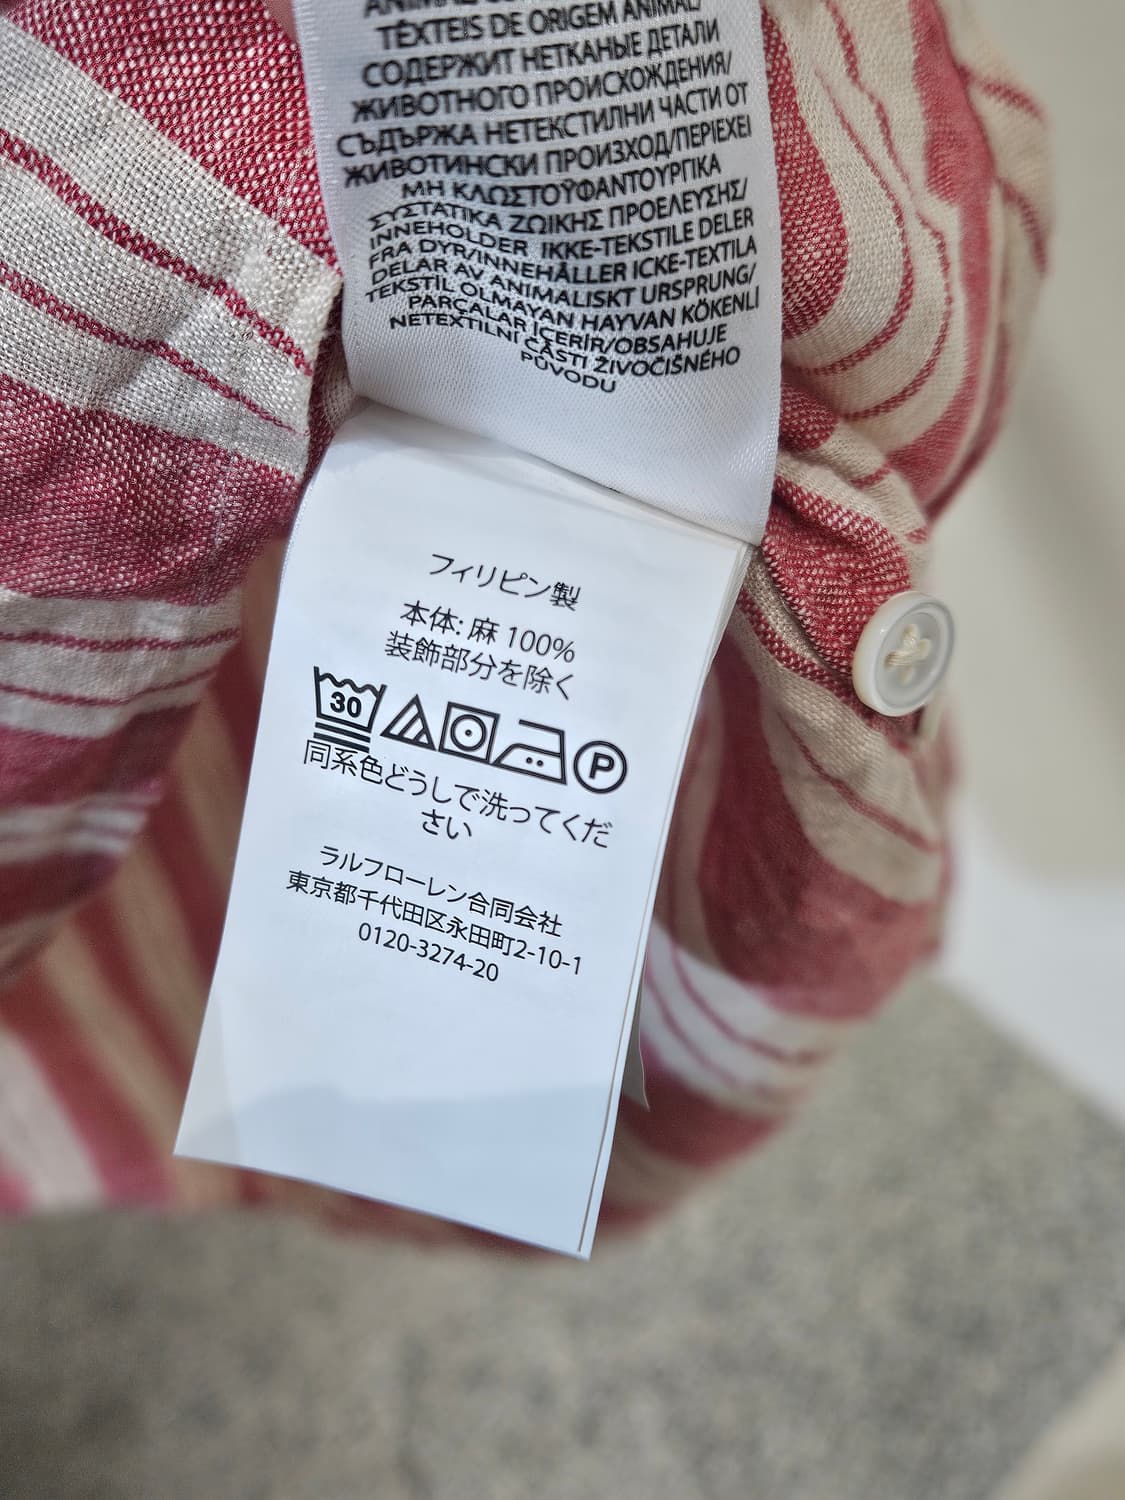 TÊXTEIS DE ORIGEM ANIMAL/
СОДЕРЖИТ НЕТКАНЫЕ ДЕТАЛИ
ЖИВОТНОГО ПРОИСХОЖДЕНИЯ/
СЪДЪРЖА НЕТЕКСТИЛНИ ЧАСТИ ОТ
ЖИВОТИНСКИ ПРОИЗХОД/ΠΕΡΙΕΧΕΙ
ΜΗ ΚΛΩΣΤΟΫΦΑΝΤΟΥΡΓΙΚΑ
ΣΥΣΤΑΤΙΚΑ ΖΩΙΚΗΣ ΠΡΟΕΛΕΥΣΗΣ/
INNEHOLDER IKKE-TEKSTILE DELER
FRA DYR/INNEHÅLLER ICKE-TEXTILA
DELAR AV ANIMALISKT URSPRUNG/
TEKSTİL OLMAYAN HAYVAN KÖKENLİ
PARÇALAR İÇERİR/OBSAHUJE
NETEXTILNÍ ČÁSTI ŽIVOČIŠNÉHO
PŮVODU
フィリピン製
本体: 麻 100%
装飾部分を除く
30 P
同系色どうしで洗ってくだ
さい
ラルフローレン合同会社
東京都千代田区永田町2-10-1
0120-3274-20